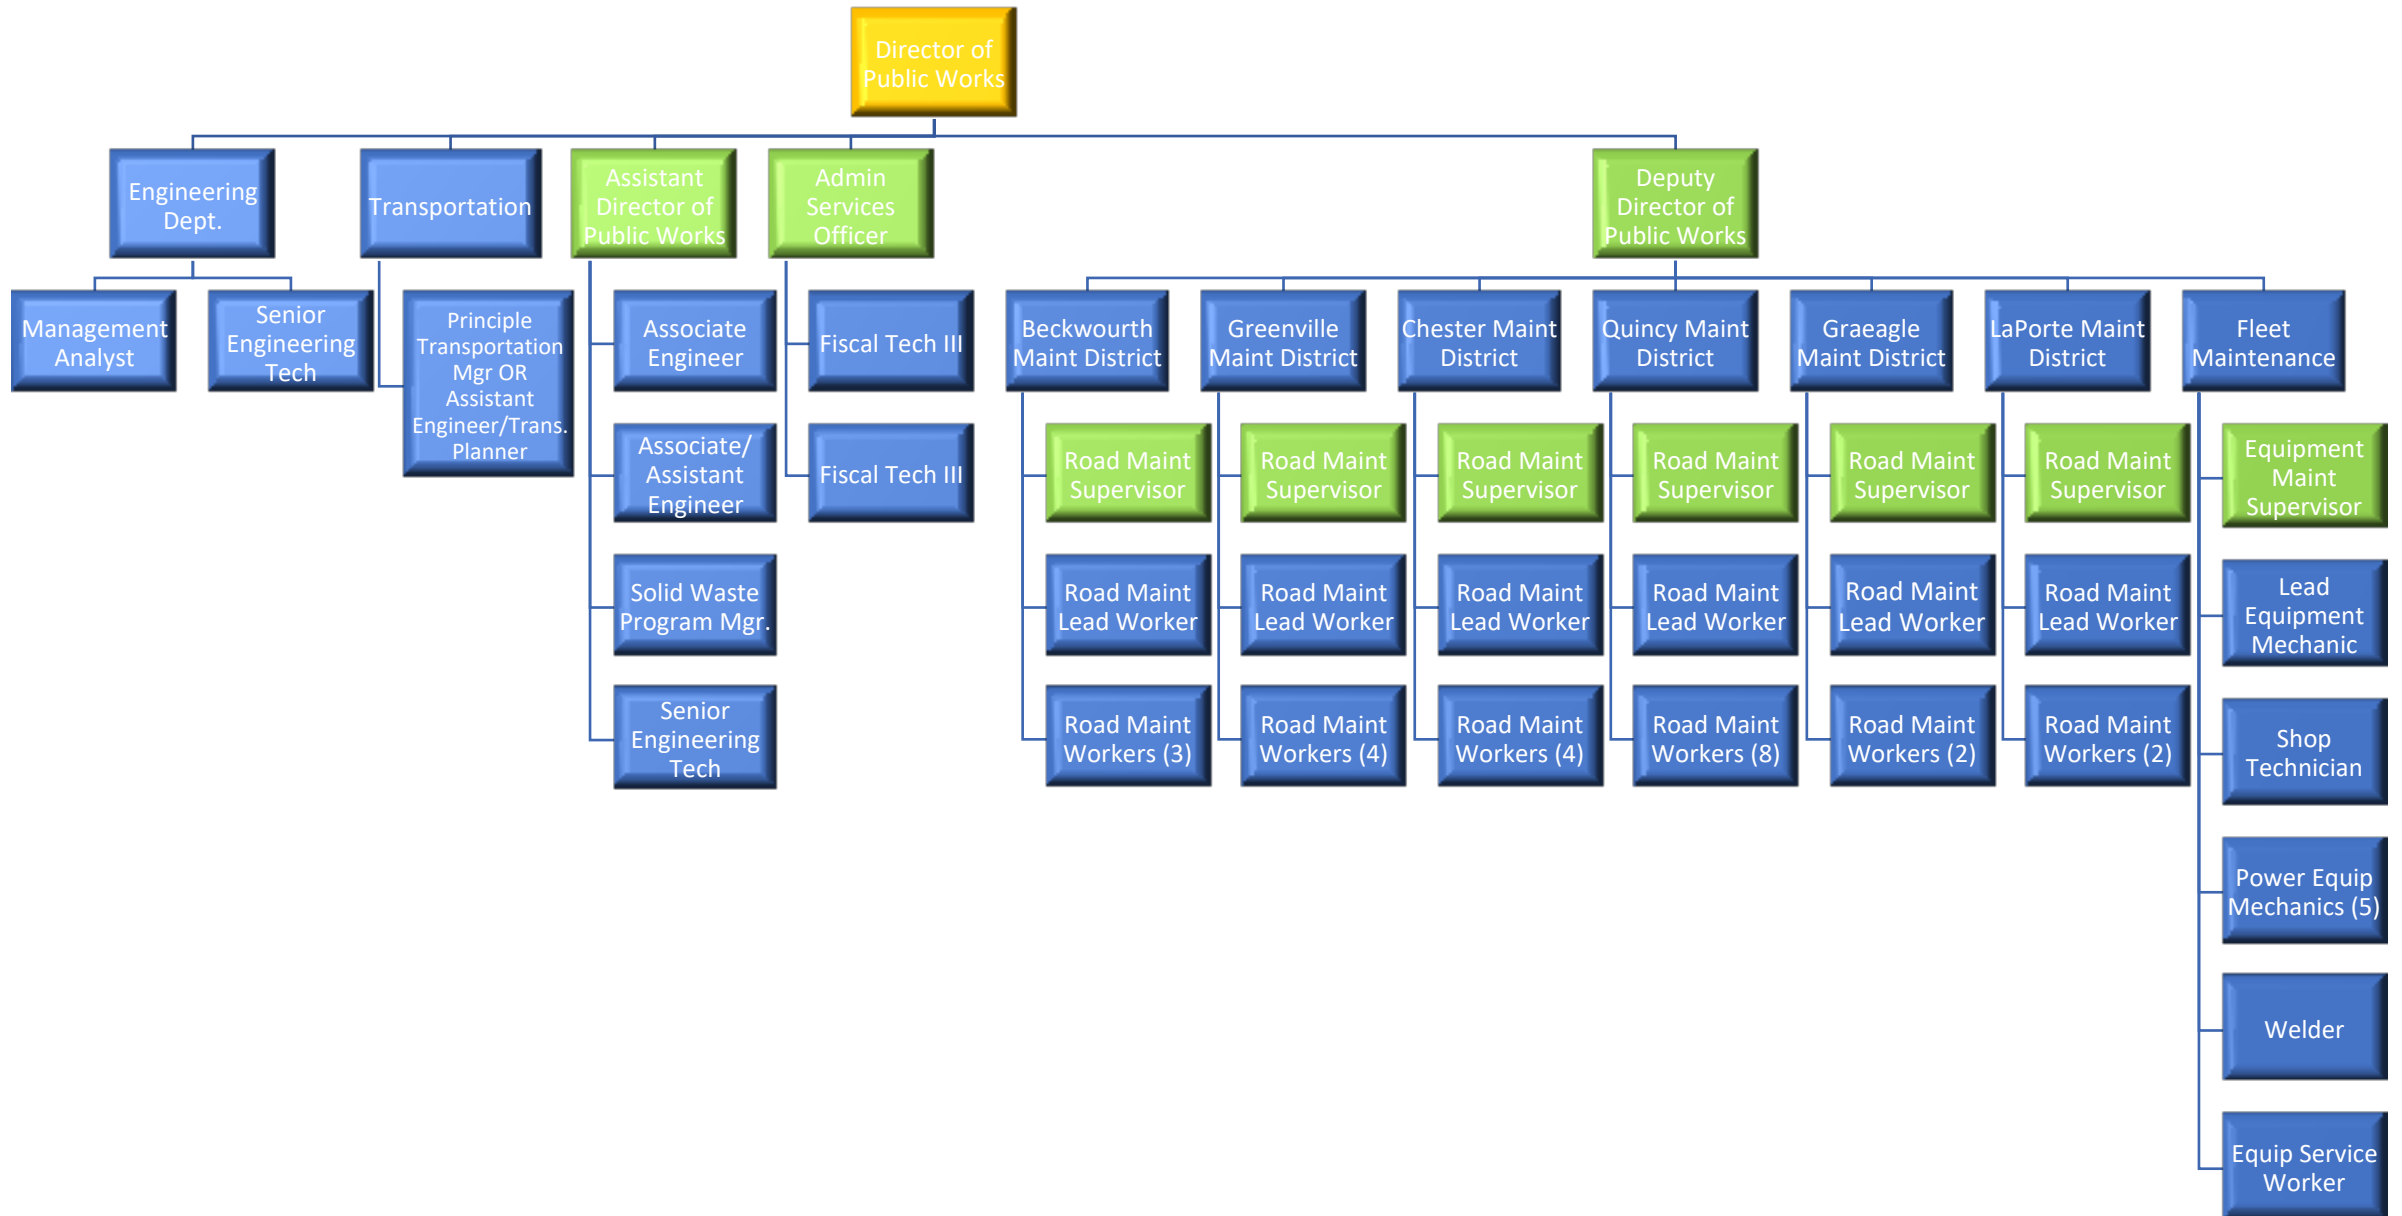 Director of
Public Works
Engineering
Dept.
Transportation
Assistant
Director of
Public Works
Admin
Services
Officer
Deputy
Director of
Public Works
Management
Analyst
Senior
Engineering
Tech
Principle
Transportation
Mgr OR
Assistant
Engineer/Trans.
Planner
Associate
Engineer
Associate/
Assistant
Engineer
Solid Waste
Program Mgr.
Senior
Engineering
Tech
Fiscal Tech III
Fiscal Tech III
Beckwourth
Maint District
Road Maint
Supervisor
Road Maint
Lead Worker
Road Maint
Workers (3)
Greenville
Maint District
Road Maint
Supervisor
Road Maint
Lead Worker
Road Maint
Workers (4)
Chester Maint
District
Road Maint
Supervisor
Road Maint
Lead Worker
Road Maint
Workers (4)
Quincy Maint
District
Road Maint
Supervisor
Road Maint
Lead Worker
Road Maint
Workers (8)
Graeagle
Maint District
Road Maint
Supervisor
Road Maint
Lead Worker
Road Maint
Workers (2)
LaPorte Maint
District
Road Maint
Supervisor
Road Maint
Lead Worker
Road Maint
Workers (2)
Fleet
Maintenance
Equipment
Maint
Supervisor
Lead
Equipment
Mechanic
Shop
Technician
Power Equip
Mechanics (5)
Welder
Equip Service
Worker